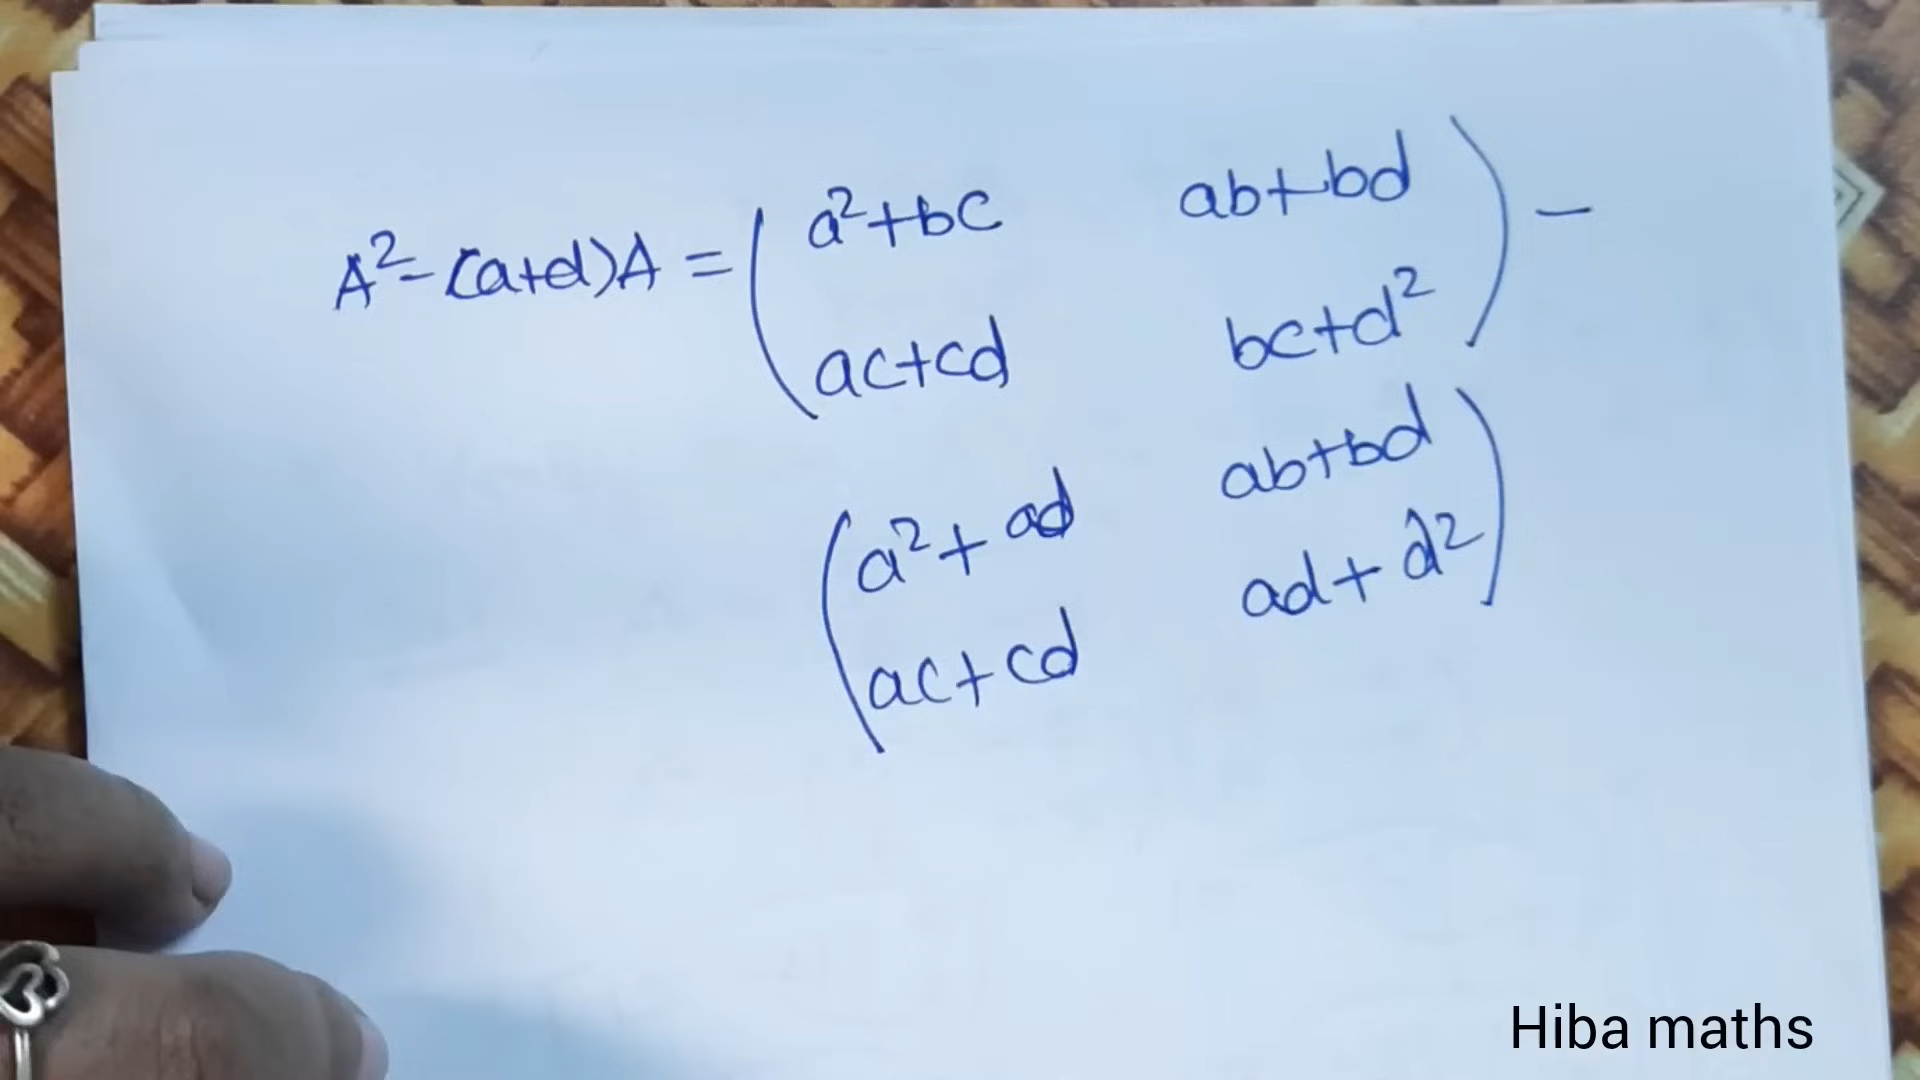 A²-(a+d)A = (a²+bc ab+bd) -
(ac+cd bc+d²)
(a²+ad ab+bd)
(ac+cd ad+d²)
Hiba maths